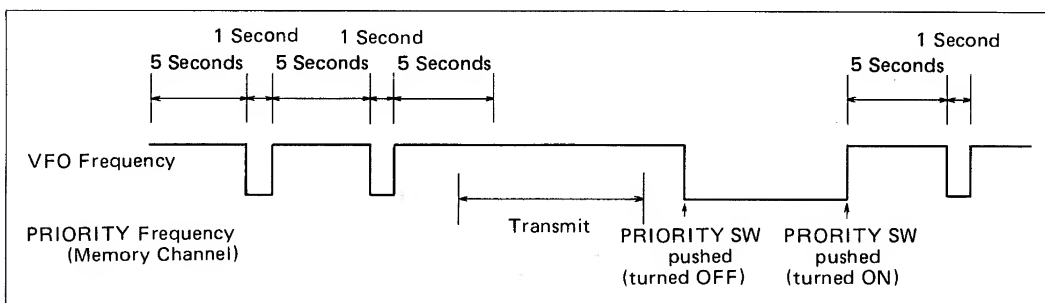 1 Second 1 Second 1 Second
5 Seconds 5 Seconds 5 Seconds 5 Seconds
VFO Frequency
PRIORITY Frequency
(Memory Channel)
Transmit
PRIORITY SW
pushed
(turned OFF)
PRORITY SW
pushed
(turned ON)